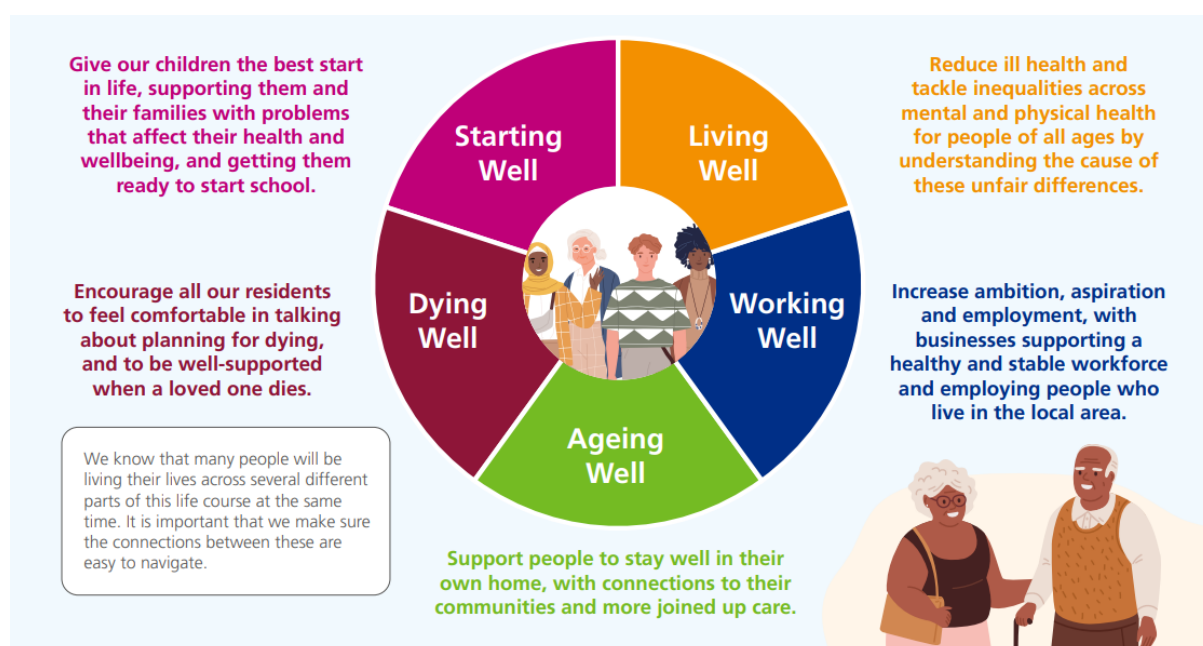 Give our children the best start
in life, supporting them and
their families with problems
that affect their health and
wellbeing, and getting them
ready to start school.
Starting
Well
Living
Well
Reduce ill health and
tackle inequalities across
mental and physical health
for people of all ages by
understanding the cause of
these unfair differences.
Encourage all our residents
to feel comfortable in talking
about planning for dying,
and to be well-supported
when a loved one dies.
Dying
Well
Working
Well
Increase ambition, aspiration
and employment, with
businesses supporting a
healthy and stable workforce
and employing people who
live in the local area.
We know that many people will be
living their lives across several different
parts of this life course at the same
time. It is important that we make sure
the connections between these are
easy to navigate.
Ageing
Well
Support people to stay well in their
own home, with connections to their
communities and more joined up care.